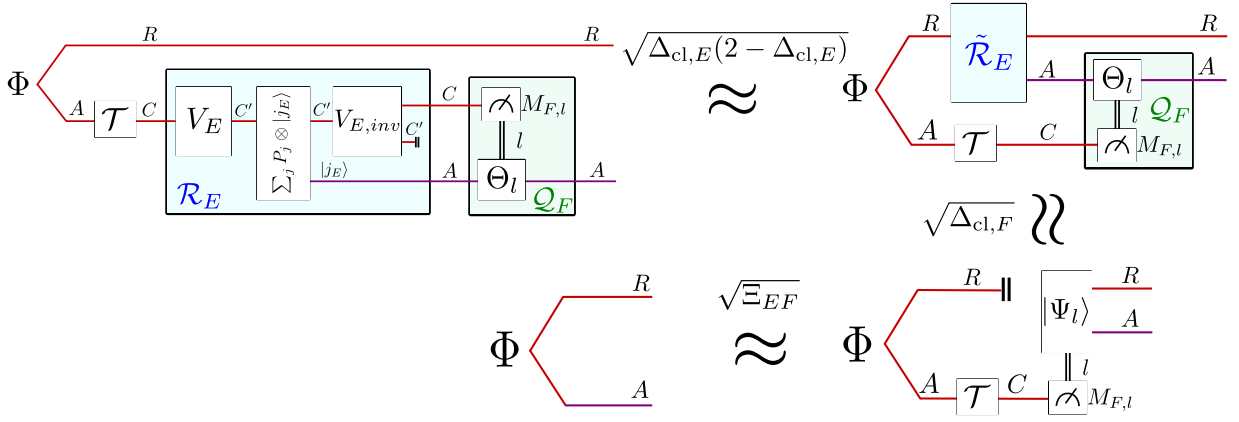 R
Φ
A 𝒯 C V_E C′ ∑_j P_j ⊗ |j_E⟩ C′ V_{E,inv} C M_{F,l}
C′
l
|j_E⟩ A Θ_l A
ℛ_E 𝒬_F
√(Δ_{cl,E}(2 − Δ_{cl,E}))
≈
R ℛ̃_E R
Φ A Θ_l A
l 𝒬_F
A 𝒯 C M_{F,l}
√Δ_{cl,F} ≈
R
Φ
A
√Ξ_{EF}
≈
R |Ψ_l⟩ R
Φ A
l
A 𝒯 C M_{F,l}